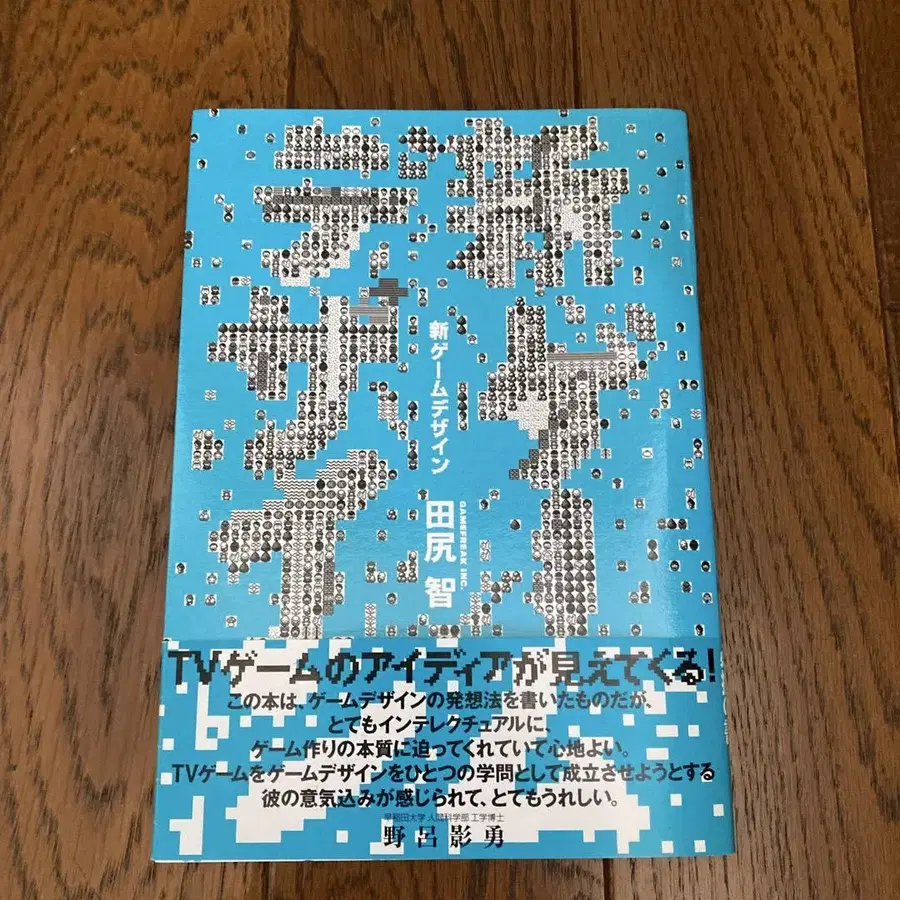 新ゲ
デザイ
新ゲームデザイン
田尻 智
GAMEFREAK INC.
TVゲームのアイディアが見えてくる!
この本は、ゲームデザインの発想法を書いたものだが、
とてもインテレクチュアルに、
ゲーム作りの本質に迫ってくれていて心地よい。
TVゲームをゲームデザインをひとつの学問として成立させようとする
彼の意気込みが感じられて、とてもうれしい。
早稲田大学 人間科学部 工学博士
野呂影勇